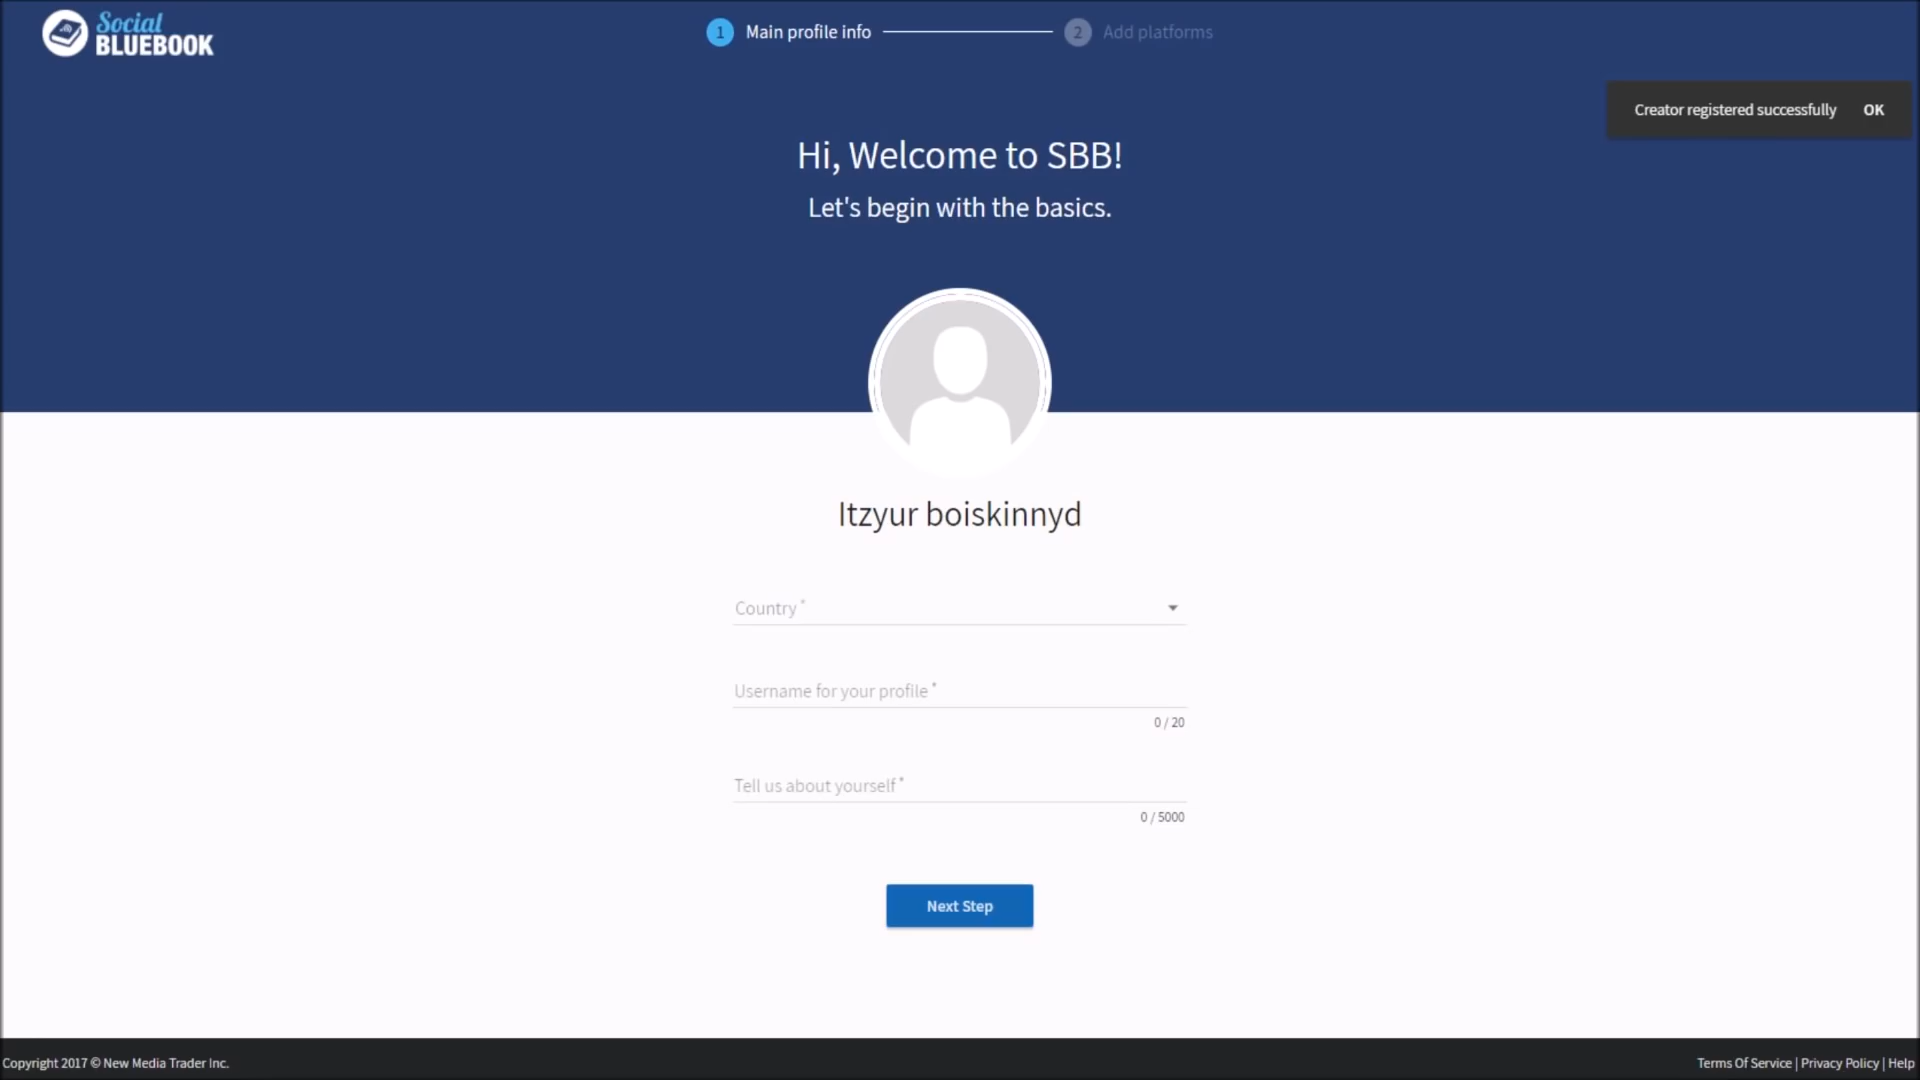 Social
BLUEBOOK
1 Main profile info
2 Add platforms
Creator registered successfully OK
Hi, Welcome to SBB!
Let's begin with the basics.
Itzyur boiskinnyd
Country *
Username for your profile *
0 / 20
Tell us about yourself *
0 / 5000
Next Step
Copyright 2017 © New Media Trader Inc.
Terms Of Service | Privacy Policy | Help